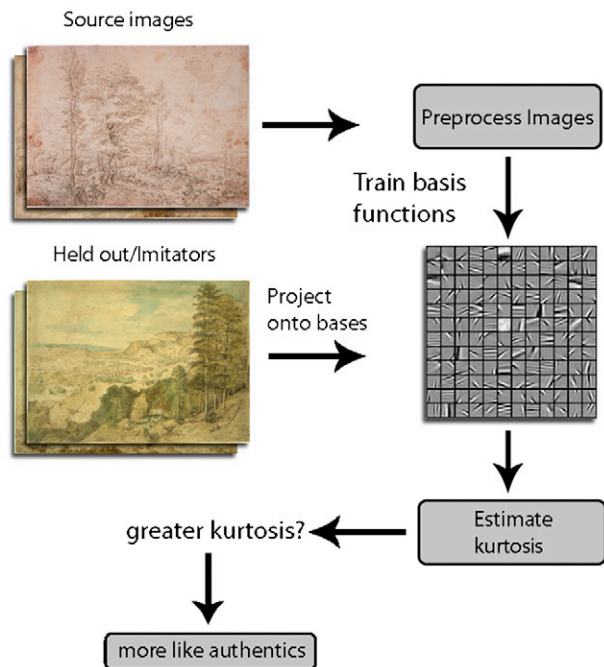 Source images
Preprocess Images
Train basis
functions
Held out/Imitators
Project
onto bases
Estimate
kurtosis
greater kurtosis?
more like authentics